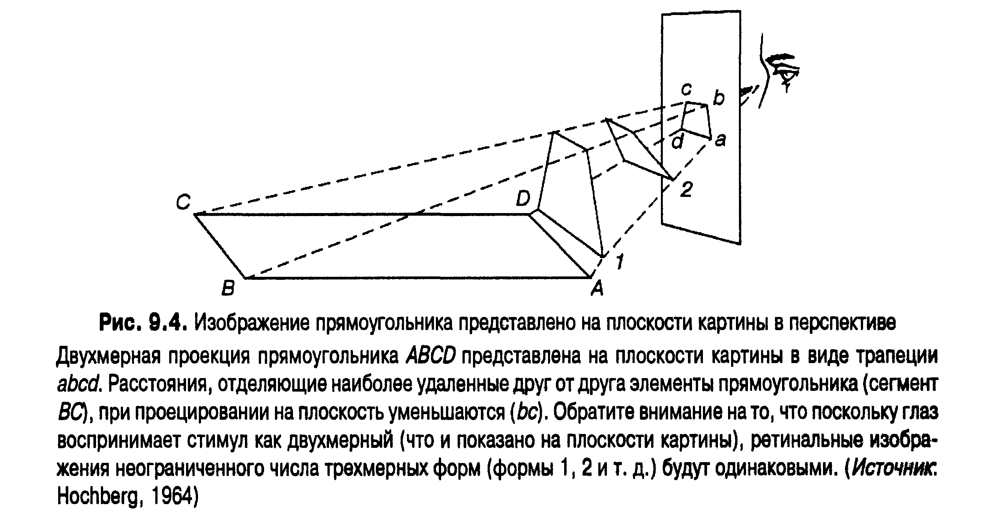 c
b
d
a
2
C
D
1
B
A
Рис. 9.4. Изображение прямоугольника представлено на плоскости картины в перспективе
Двухмерная проекция прямоугольника ABCD представлена на плоскости картины в виде трапеции
abcd. Расстояния, отделяющие наиболее удаленные друг от друга элементы прямоугольника (сегмент
BC), при проецировании на плоскость уменьшаются (bc). Обратите внимание на то, что поскольку глаз
воспринимает стимул как двухмерный (что и показано на плоскости картины), ретинальные изобра-
жения неограниченного числа трехмерных форм (формы 1, 2 и т. д.) будут одинаковыми. (Источник:
Hochberg, 1964)